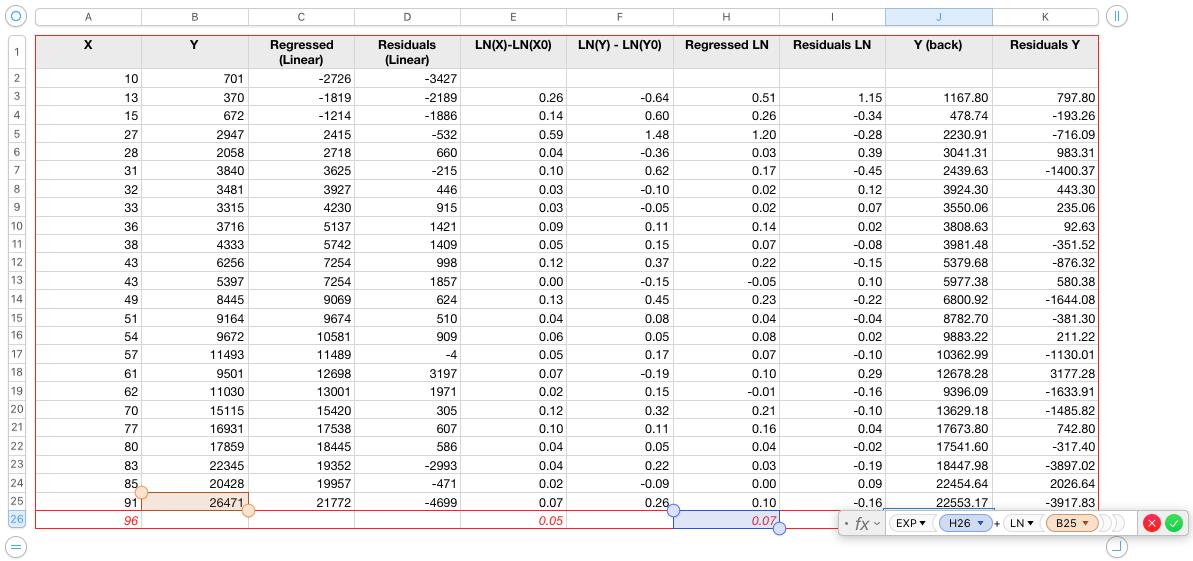 A B C D E F G H I J K
1 X Y Regressed (Linear) Residuals (Linear) LN(X)-LN(X0) LN(Y) - LN(Y0) Regressed LN Residuals LN Y (back) Residuals Y
2 10 701 -2726 -3427
3 13 370 -1819 -2189 0.26 -0.64 0.51 1.15 1167.80 797.80
4 15 672 -1214 -1886 0.14 0.60 0.26 -0.34 478.74 -193.26
5 27 2947 2415 -532 0.59 1.48 1.20 -0.28 2230.91 -716.09
6 28 2058 2718 660 0.04 -0.36 0.03 0.39 3041.31 983.31
7 31 3840 3625 -215 0.10 0.62 0.17 -0.45 2439.63 -1400.37
8 32 3481 3927 446 0.03 -0.10 0.02 0.12 3924.30 443.30
9 33 3315 4230 915 0.03 -0.05 0.02 0.07 3550.06 235.06
10 36 3716 5137 1421 0.09 0.11 0.14 0.02 3808.63 92.63
11 38 4333 5742 1409 0.05 0.15 0.07 -0.08 3981.48 -351.52
12 43 6256 7254 998 0.12 0.37 0.22 -0.15 5379.68 -876.32
13 43 5397 7254 1857 0.00 -0.15 -0.05 0.10 5977.38 580.38
14 49 8445 9069 624 0.13 0.45 0.23 -0.22 6800.92 -1644.08
15 51 9164 9674 510 0.04 0.08 0.04 -0.04 8782.70 -381.30
16 54 9672 10581 909 0.06 0.05 0.08 0.02 9883.22 211.22
17 57 11493 11489 -4 0.05 0.17 0.07 -0.10 10362.99 -1130.01
18 61 9501 12698 3197 0.07 -0.19 0.10 0.29 12678.28 3177.28
19 62 11030 13001 1971 0.02 0.15 -0.01 -0.16 9396.09 -1633.91
20 70 15115 15420 305 0.12 0.32 0.21 -0.10 13629.18 -1485.82
21 77 16931 17538 607 0.10 0.11 0.16 0.04 17673.80 742.80
22 80 17859 18445 586 0.04 0.05 0.04 -0.02 17541.60 -317.40
23 83 22345 19352 -2993 0.04 0.22 0.03 -0.19 18447.98 -3897.02
24 85 20428 19957 -471 0.02 -0.09 0.00 0.09 22454.64 2026.64
25 91 26471 21772 -4699 0.07 0.26 0.10 -0.16 22553.17 -3917.83
26 96 0.05 0.07 fx EXP H26 + LN B25